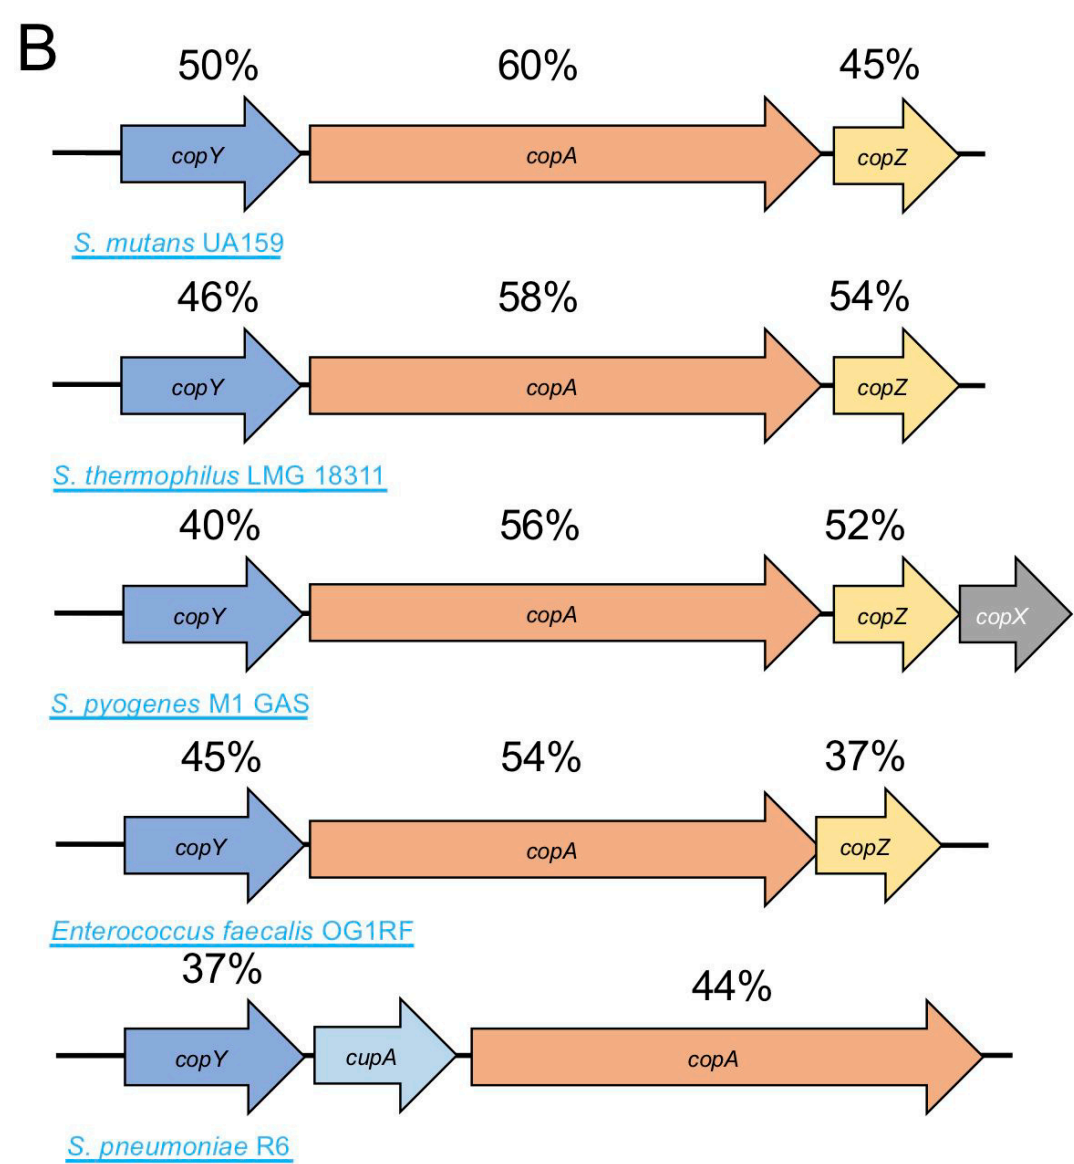 B
50% 60% 45%
copY copA copZ
S. mutans UA159
46% 58% 54%
copY copA copZ
S. thermophilus LMG 18311
40% 56% 52%
copY copA copZ copX
S. pyogenes M1 GAS
45% 54% 37%
copY copA copZ
Enterococcus faecalis OG1RF
37% 44%
copY cupA copA
S. pneumoniae R6